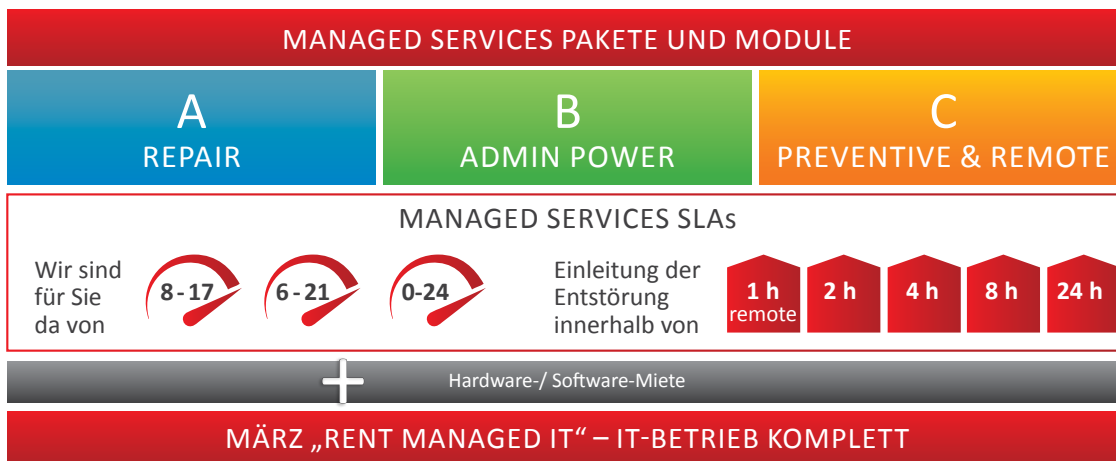 MANAGED SERVICES PAKETE UND MODULE
A
REPAIR
B
ADMIN POWER
C
PREVENTIVE & REMOTE
MANAGED SERVICES SLAs
Wir sind
für Sie
da von
8-17
6-21
0-24
Einleitung der
Entstörung
innerhalb von
1 h
remote
2 h
4 h
8 h
24 h
+
Hardware-/ Software-Miete
MÄRZ „RENT MANAGED IT“ – IT-BETRIEB KOMPLETT